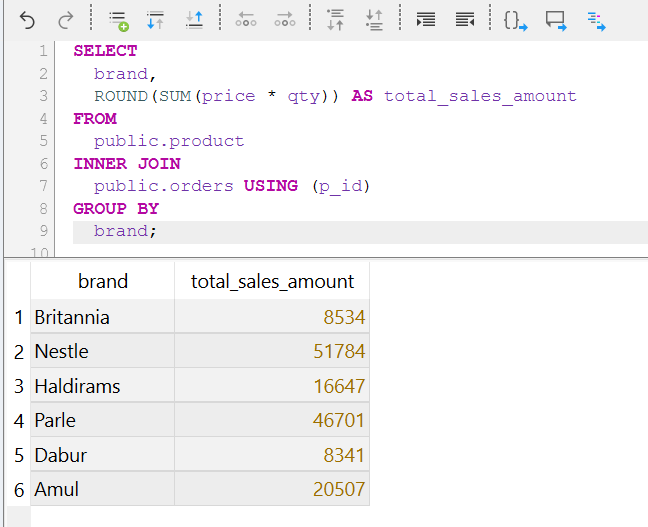 1 SELECT
2 brand,
3 ROUND(SUM(price * qty)) AS total_sales_amount
4 FROM
5 public.product
6 INNER JOIN
7 public.orders USING (p_id)
8 GROUP BY
9 brand;
10
brand total_sales_amount
1 Britannia 8534
2 Nestle 51784
3 Haldirams 16647
4 Parle 46701
5 Dabur 8341
6 Amul 20507